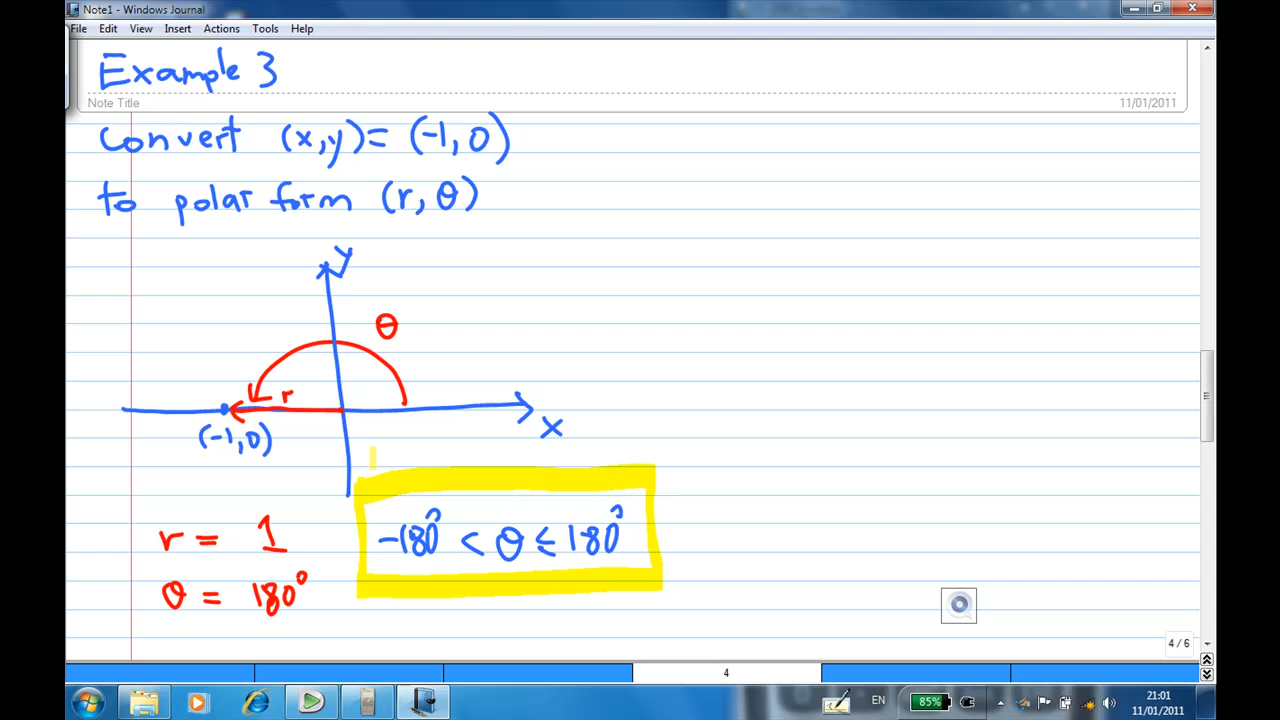 Note1 - Windows Journal
File Edit View Insert Actions Tools Help
Example 3
Note Title
11/01/2011
Convert (x,y)= (-1, 0)
to polar form (r, θ)
y
θ
r
(-1,0)
x
r = 1
-180° < θ ≤ 180°
θ = 180°
4 / 6
4
EN
85%
21:01
11/01/2011